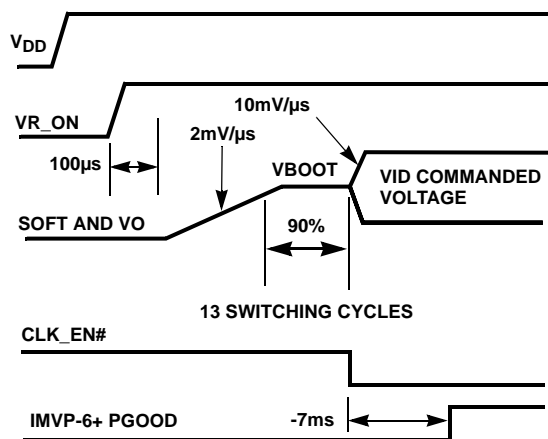 VDD
10mV/µs
VR_ON
2mV/µs
100µs
VBOOT
VID COMMANDED
VOLTAGE
SOFT AND VO
90%
13 SWITCHING CYCLES
CLK_EN#
IMVP-6+ PGOOD
-7ms